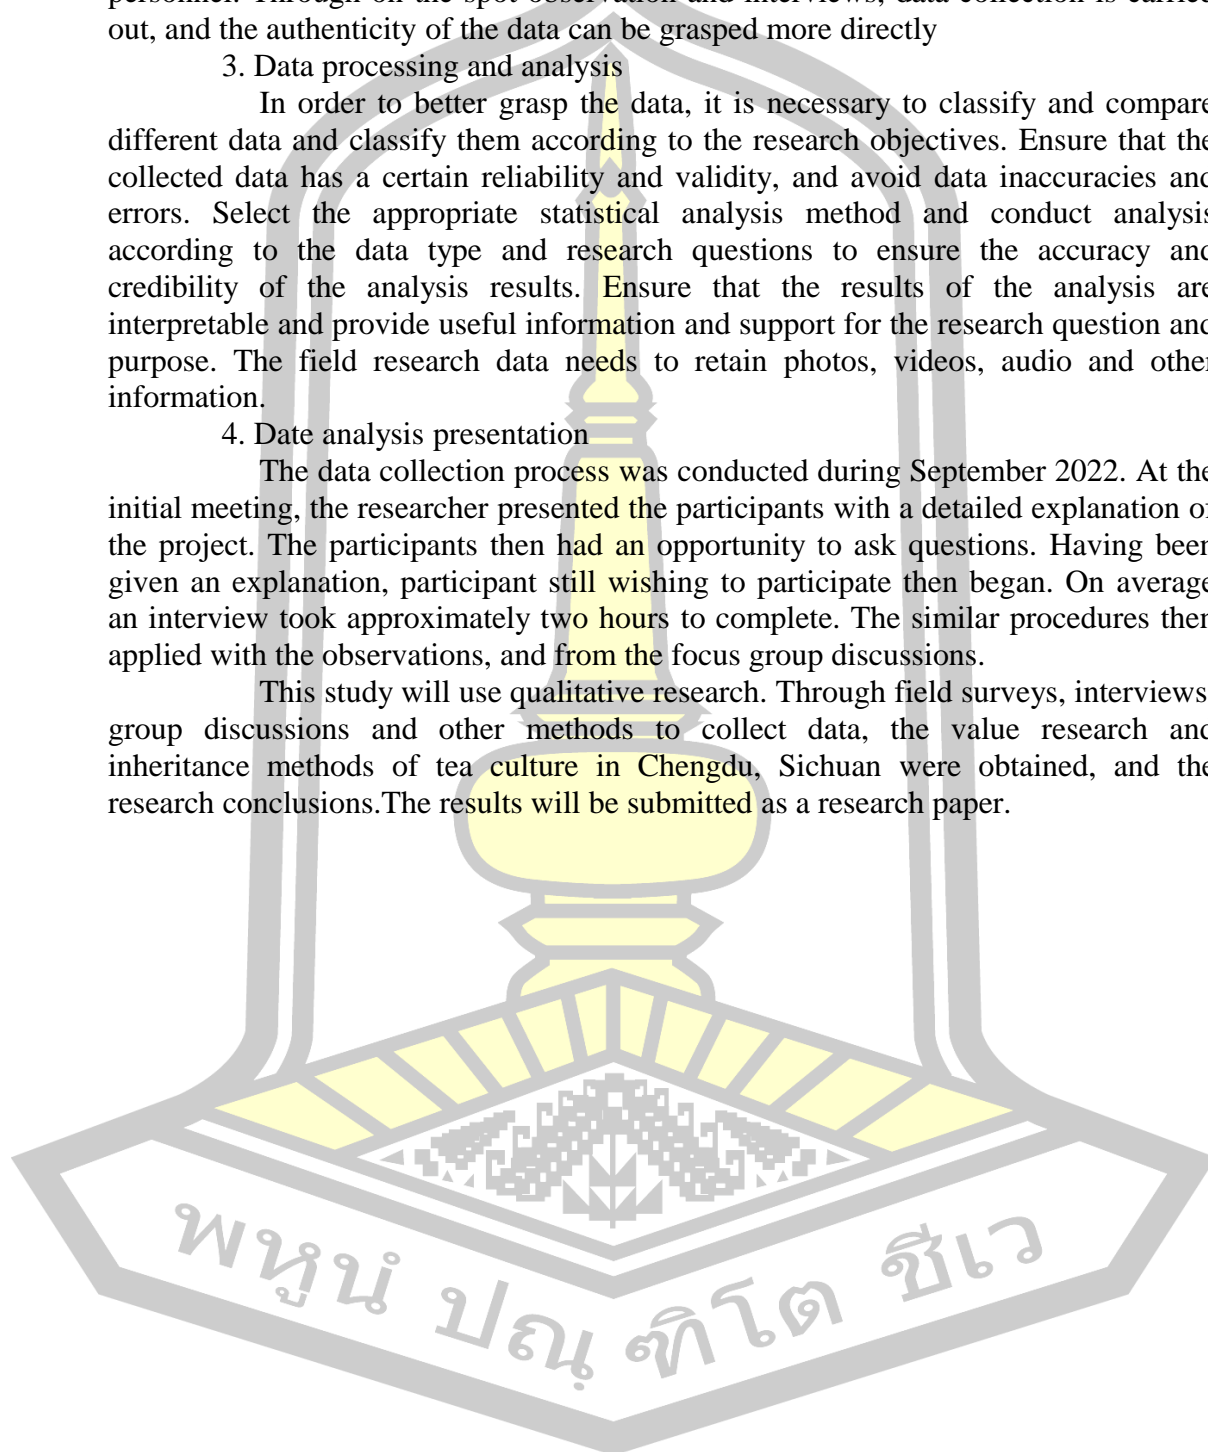 personnel. Through on the spot observation and interviews, data collection is carried
out, and the authenticity of the data can be grasped more directly
3. Data processing and analysis
In order to better grasp the data, it is necessary to classify and compare
different data and classify them according to the research objectives. Ensure that the
collected data has a certain reliability and validity, and avoid data inaccuracies and
errors. Select the appropriate statistical analysis method and conduct analysis
according to the data type and research questions to ensure the accuracy and
credibility of the analysis results. Ensure that the results of the analysis are
interpretable and provide useful information and support for the research question and
purpose. The field research data needs to retain photos, videos, audio and other
information.
4. Date analysis presentation
The data collection process was conducted during September 2022. At the
initial meeting, the researcher presented the participants with a detailed explanation of
the project. The participants then had an opportunity to ask questions. Having been
given an explanation, participant still wishing to participate then began. On average
an interview took approximately two hours to complete. The similar procedures then
applied with the observations, and from the focus group discussions.
This study will use qualitative research. Through field surveys, interviews
group discussions and other methods to collect data, the value research and
inheritance methods of tea culture in Chengdu, Sichuan were obtained, and the
research conclusions.The results will be submitted as a research paper.
พหูนํ ปณฺฑิโต ชีเว